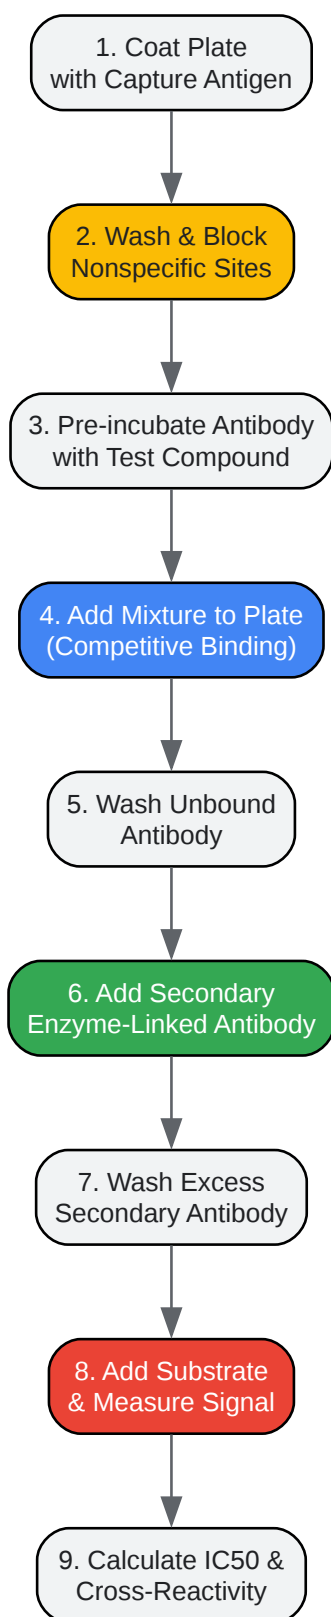 1. Coat Plate
with Capture Antigen
2. Wash & Block
Nonspecific Sites
3. Pre-incubate Antibody
with Test Compound
4. Add Mixture to Plate
(Competitive Binding)
5. Wash Unbound
Antibody
6. Add Secondary
Enzyme-Linked Antibody
7. Wash Excess
Secondary Antibody
8. Add Substrate
& Measure Signal
9. Calculate IC50 &
Cross-Reactivity